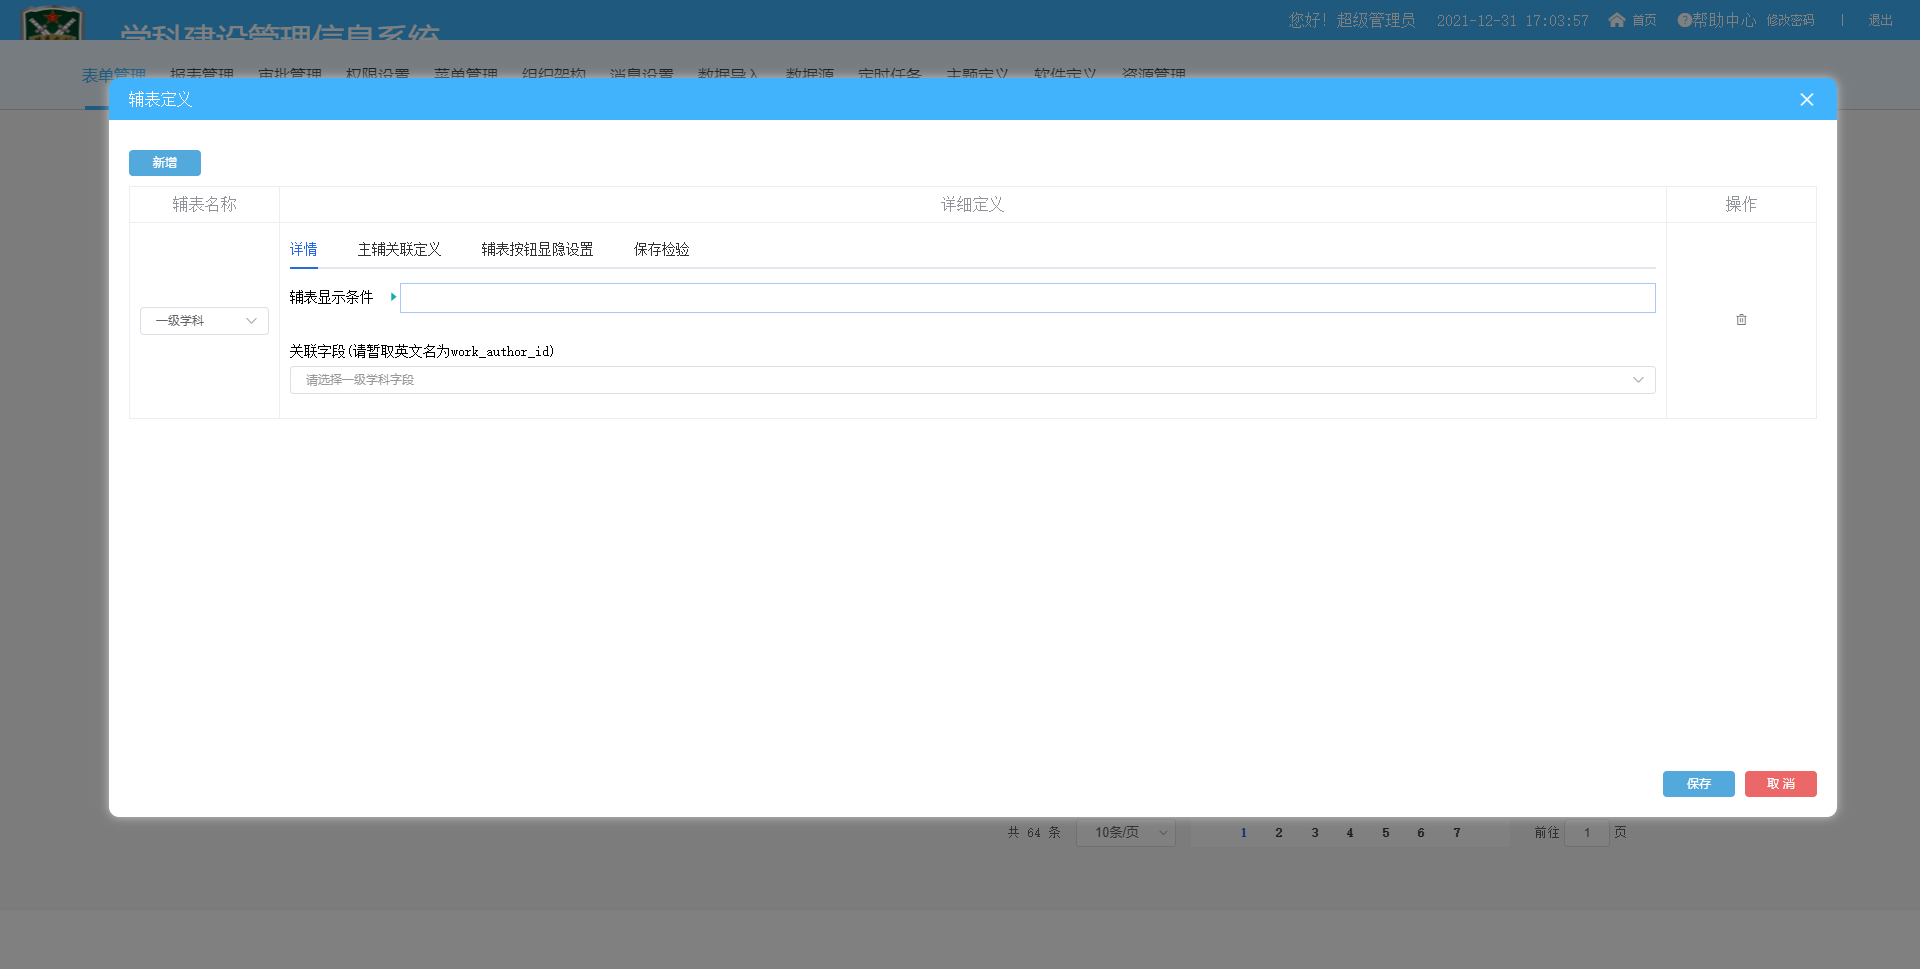 学科建设管理信息系统
您好！超级管理员 2021-12-31 17:03:57 首页 帮助中心 修改密码 | 退出
表单管理 报表管理 审批管理 权限设置 菜单管理 组织架构 消息设置 数据导入 数据源 定时任务 主题定义 软件定义 资源管理
辅表定义
新增
辅表名称 详细定义 操作
详情 主辅关联定义 辅表按钮显隐设置 保存检验
辅表显示条件
一级学科
关联字段(请暂取英文名为work_author_id)
请选择一级学科字段
保存 取 消
共 64 条 10条/页 1 2 3 4 5 6 7 前往 1 页